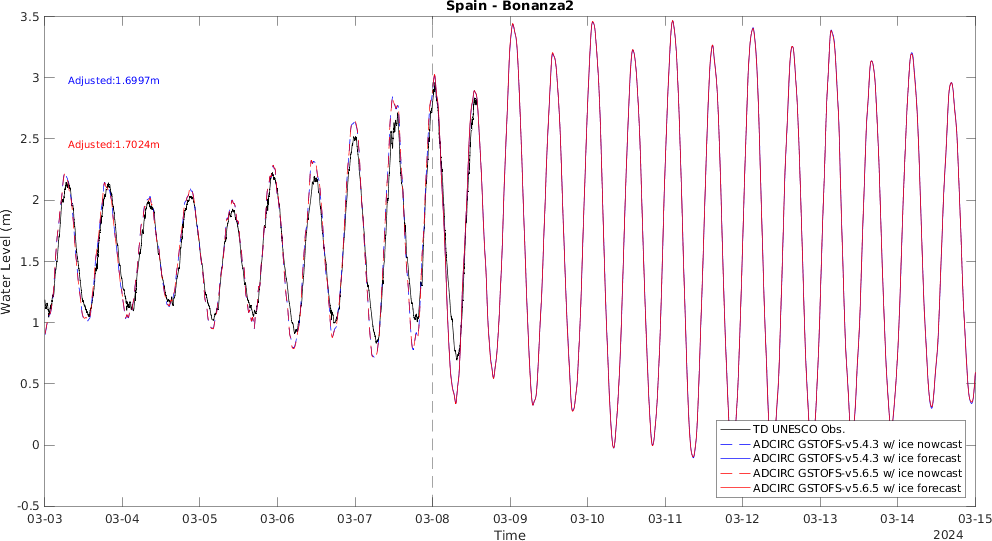 Spain - Bonanza2
3.5
3
2.5
2
1.5
1
0.5
0
-0.5
Water Level (m)
Adjusted:1.6997m
Adjusted:1.7024m
TD UNESCO Obs.
ADCIRC GSTOFS-v5.4.3 w/ ice nowcast
ADCIRC GSTOFS-v5.4.3 w/ ice forecast
ADCIRC GSTOFS-v5.6.5 w/ ice nowcast
ADCIRC GSTOFS-v5.6.5 w/ ice forecast
03-03 03-04 03-05 03-06 03-07 03-08 03-09 03-10 03-11 03-12 03-13 03-14 03-15
Time
2024